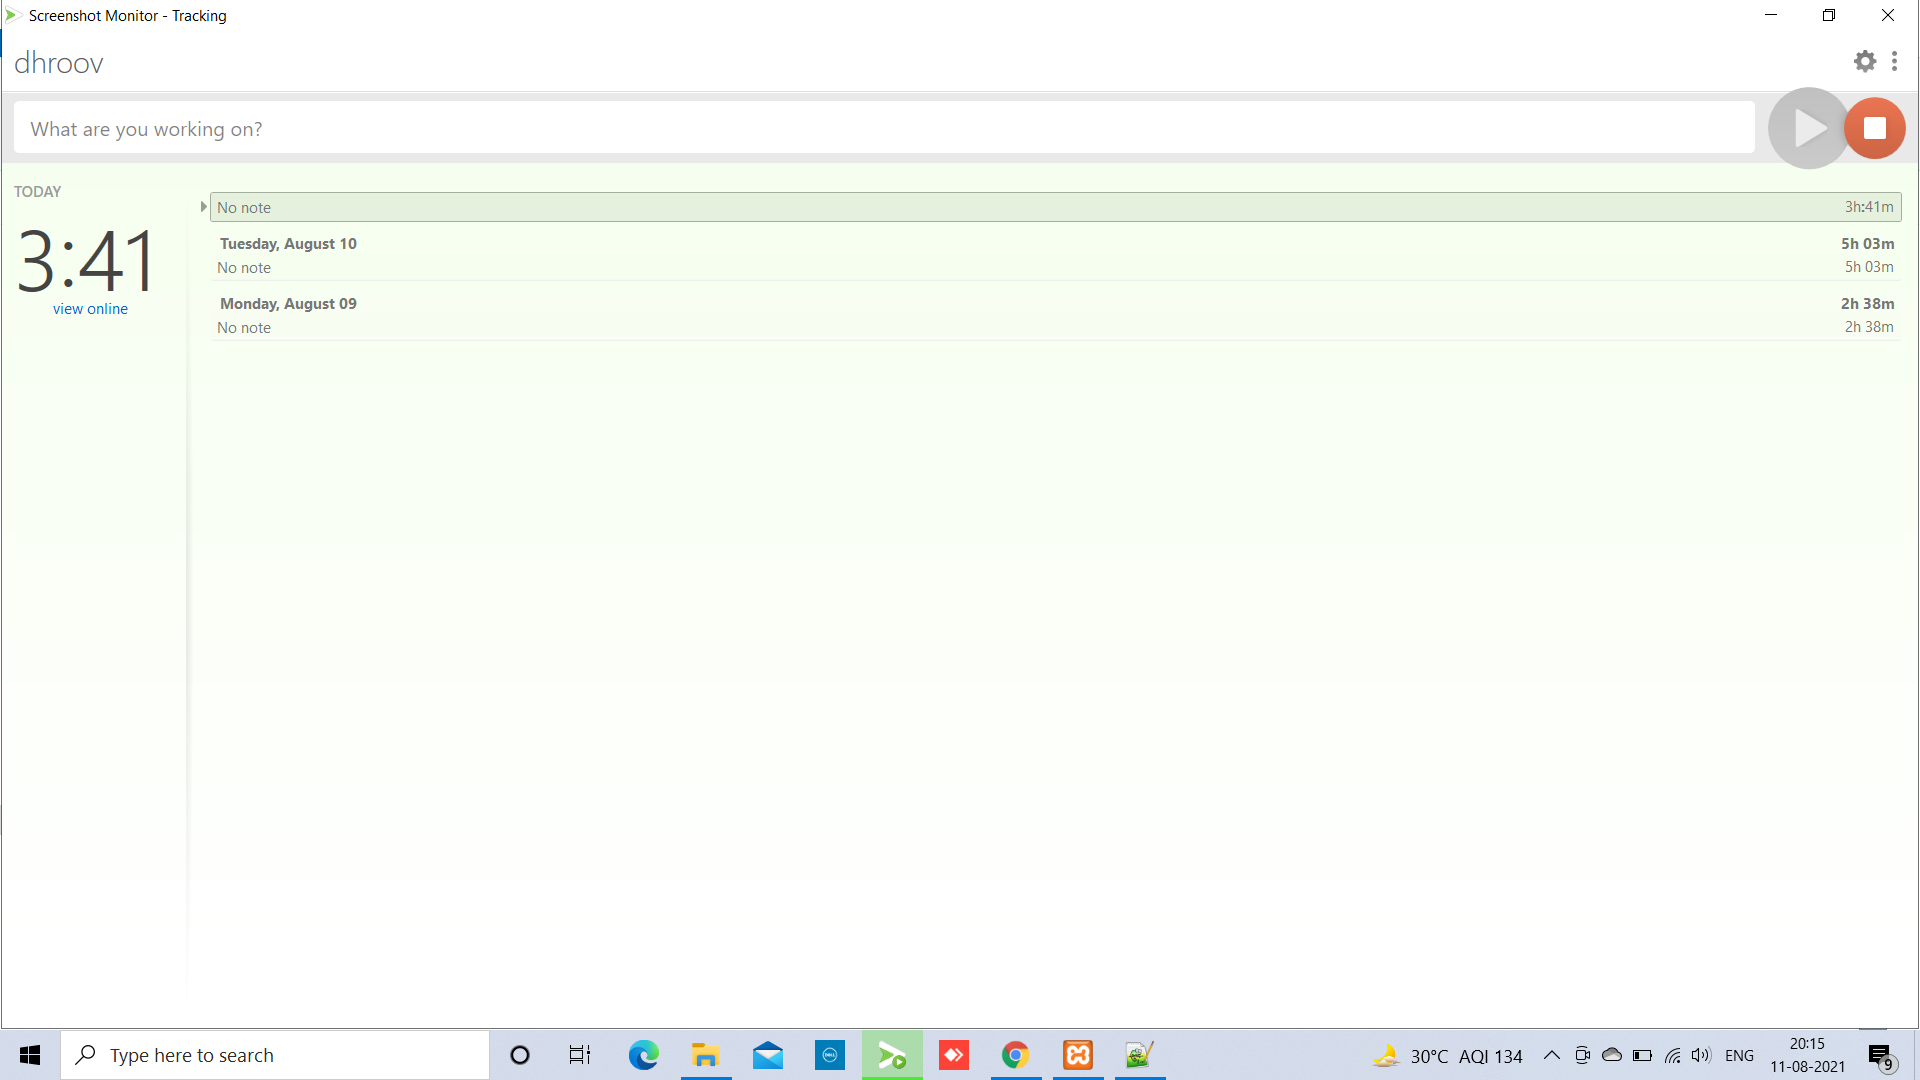 Screenshot Monitor - Tracking
dhroov
What are you working on?
TODAY
3:41
view online
No note 3h:41m
Tuesday, August 10 5h 03m
No note 5h 03m
Monday, August 09 2h 38m
No note 2h 38m
Type here to search
DELL
30°C AQI 134
ENG
20:15
11-08-2021
9